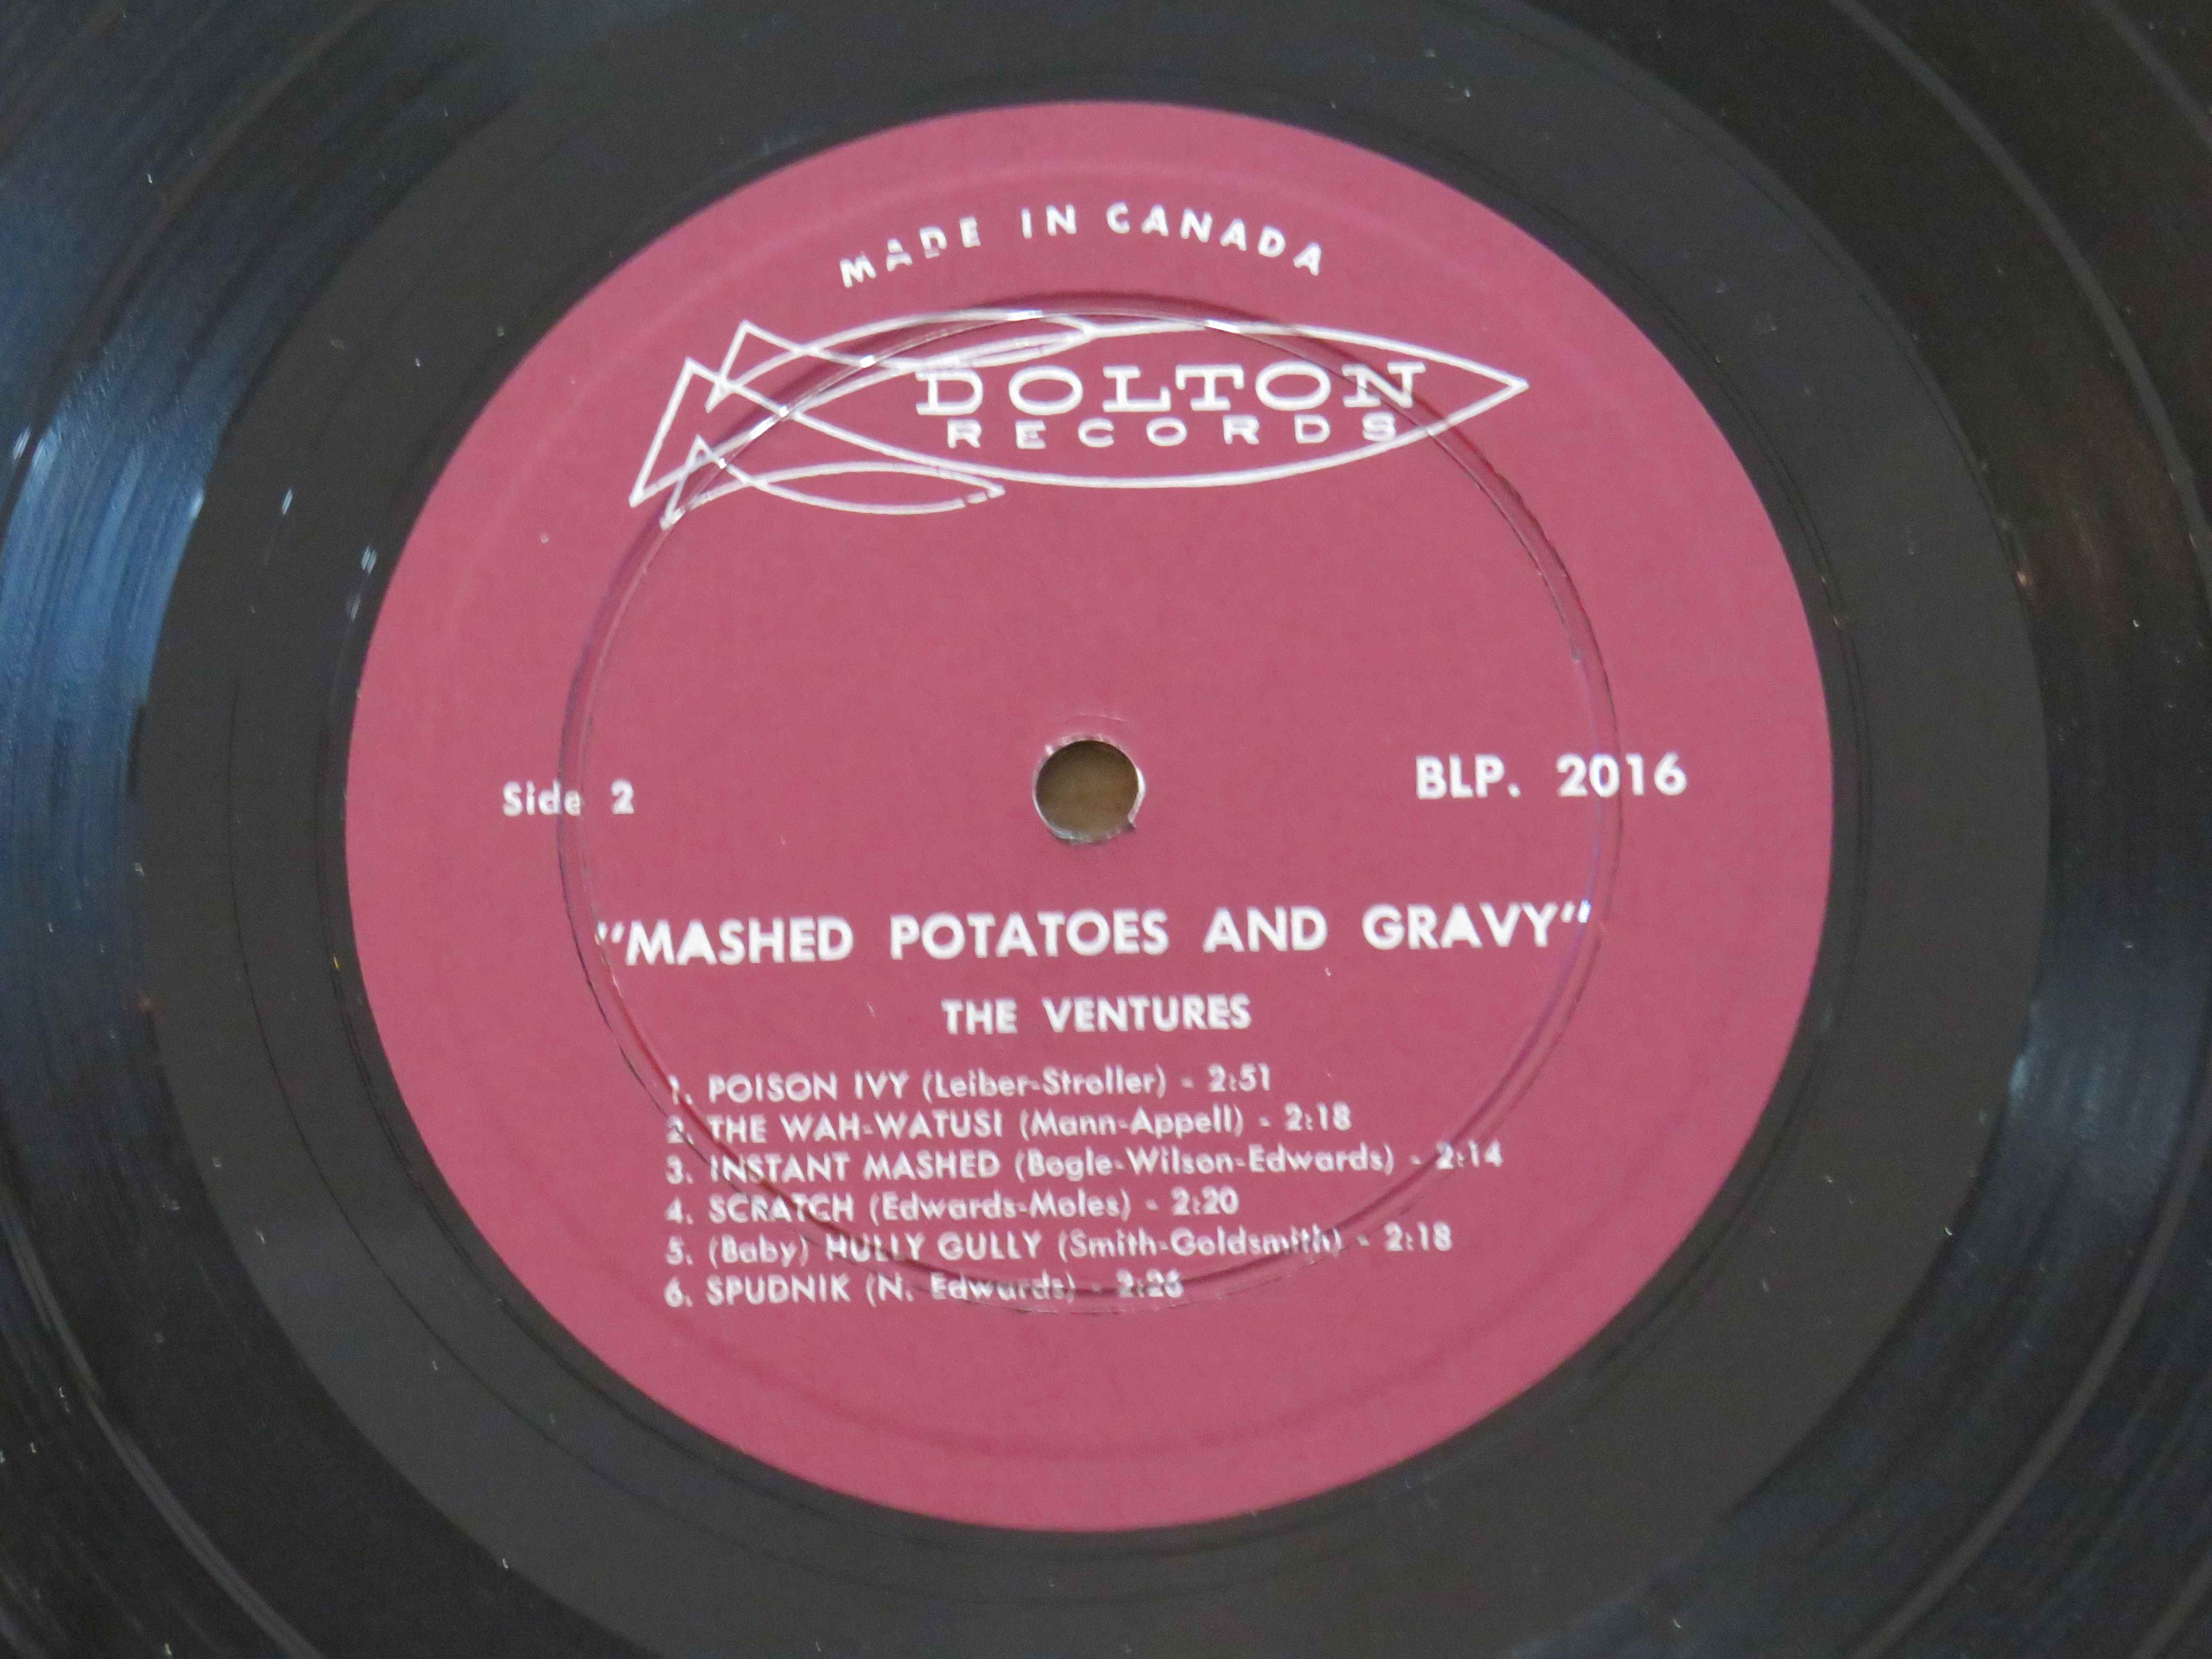 MADE IN CANADA
DOLTON
RECORDS
Side 2
BLP. 2016
"MASHED POTATOES AND GRAVY"
THE VENTURES
1. POISON IVY (Leiber-Stroller) - 2:51
2. THE WAH-WATUSI (Mann-Appell) - 2:18
3. INSTANT MASHED (Bogle-Wilson-Edwards) - 2:14
4. SCRATCH (Edwards-Moles) - 2:20
5. (Baby) HULLY GULLY (Smith-Goldsmith) - 2:18
6. SPUDNIK (N. Edwards) - 2:26